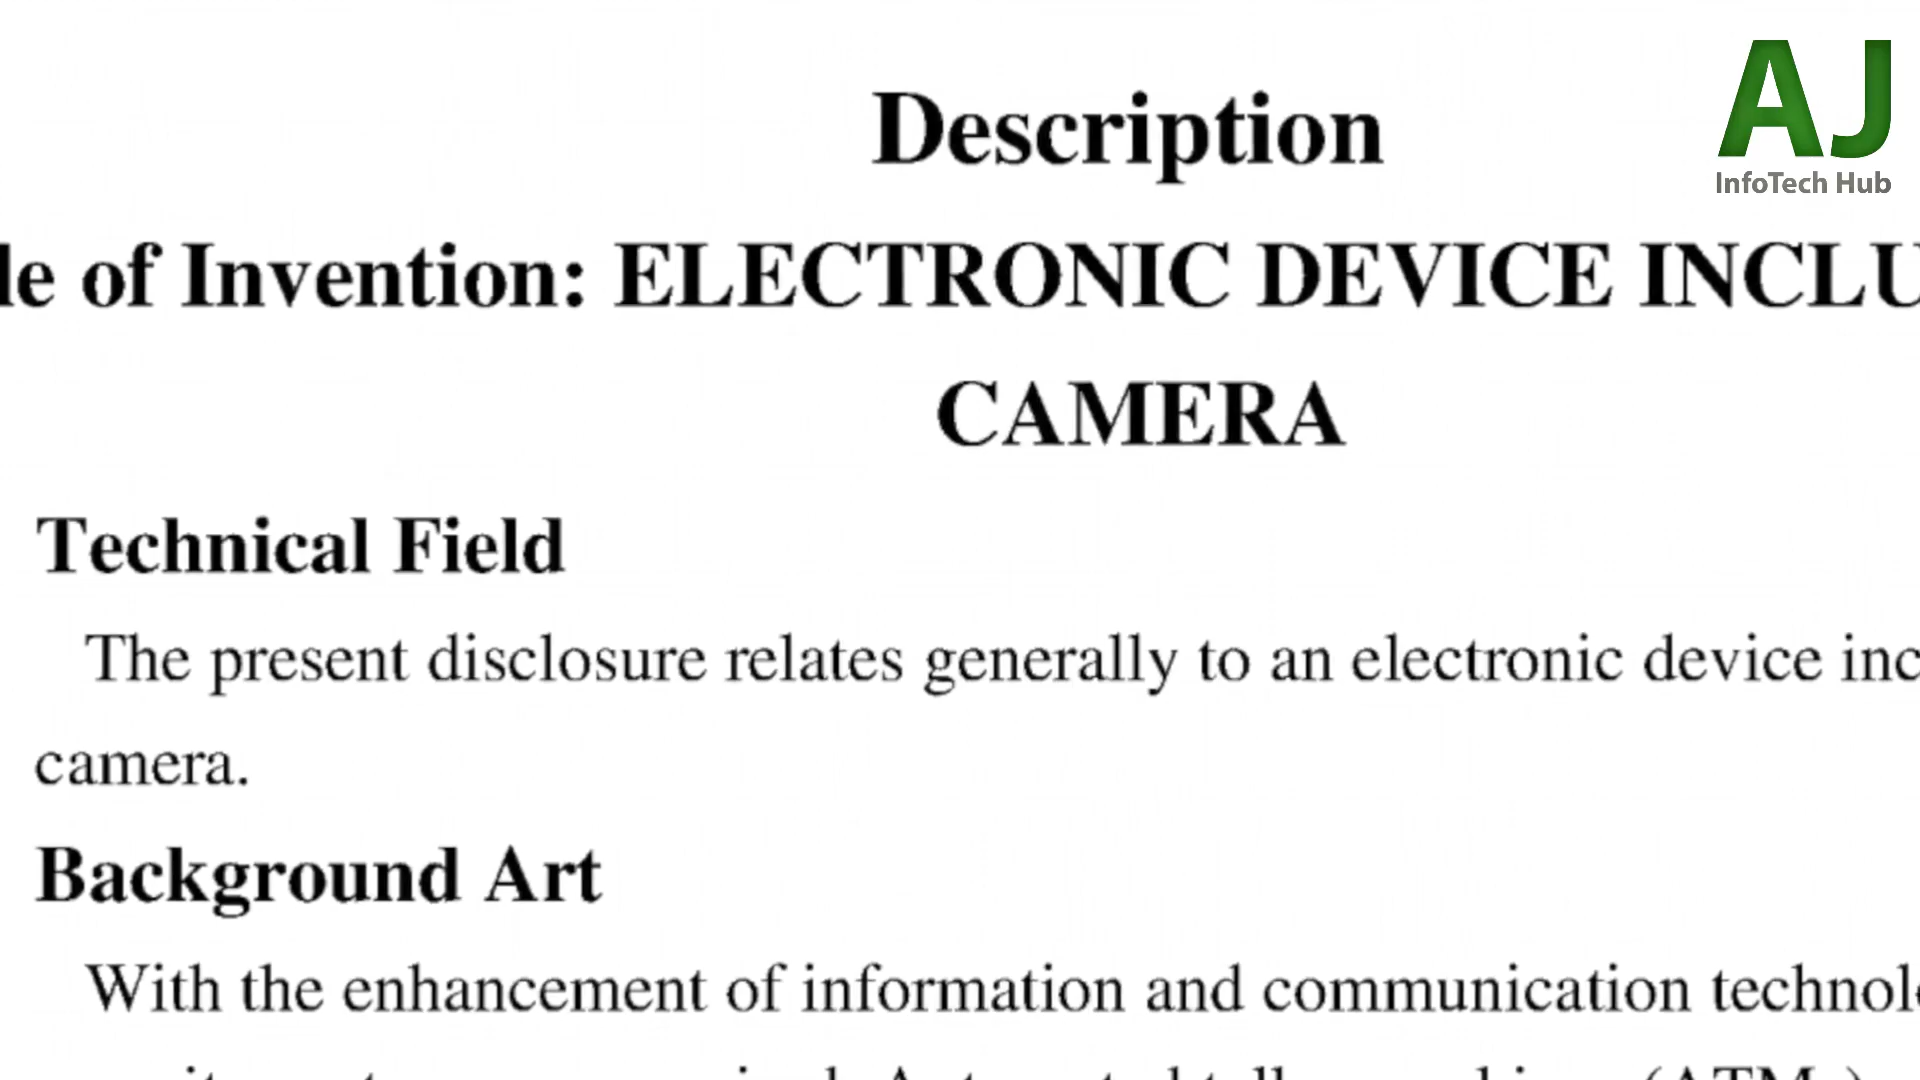 AJ
InfoTech Hub
Description
le of Invention: ELECTRONIC DEVICE INCLU
CAMERA
Technical Field
The present disclosure relates generally to an electronic device inc
camera.
Background Art
With the enhancement of information and communication technol